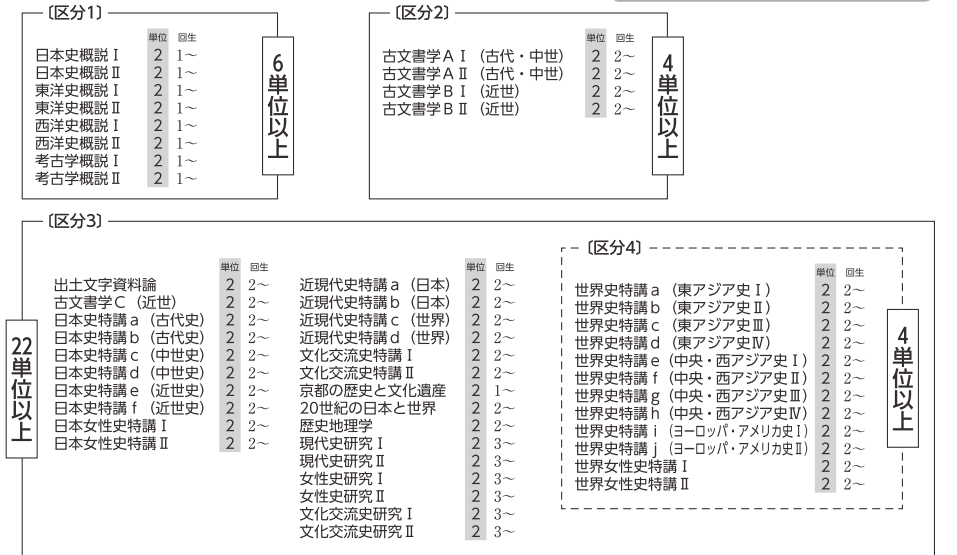 〔区分1〕
単位 回生
日本史概説Ⅰ 2 1～
日本史概説Ⅱ 2 1～
東洋史概説Ⅰ 2 1～
東洋史概説Ⅱ 2 1～
西洋史概説Ⅰ 2 1～
西洋史概説Ⅱ 2 1～
考古学概説Ⅰ 2 1～
考古学概説Ⅱ 2 1～
6単位以上
〔区分2〕
単位 回生
古文書学AⅠ（古代・中世） 2 2～
古文書学AⅡ（古代・中世） 2 2～
古文書学BⅠ（近世） 2 2～
古文書学BⅡ（近世） 2 2～
4単位以上
〔区分3〕
22単位以上
単位 回生
出土文字資料論 2 2～
古文書学C（近世） 2 2～
日本史特講a（古代史） 2 2～
日本史特講b（古代史） 2 2～
日本史特講c（中世史） 2 2～
日本史特講d（中世史） 2 2～
日本史特講e（近世史） 2 2～
日本史特講f（近世史） 2 2～
日本女性史特講Ⅰ 2 2～
日本女性史特講Ⅱ 2 2～
単位 回生
近現代史特講a（日本） 2 2～
近現代史特講b（日本） 2 2～
近現代史特講c（世界） 2 2～
近現代史特講d（世界） 2 2～
文化交流史特講Ⅰ 2 2～
文化交流史特講Ⅱ 2 2～
京都の歴史と文化遺産 2 1～
20世紀の日本と世界 2 2～
歴史地理学 2 2～
現代史研究Ⅰ 2 3～
現代史研究Ⅱ 2 3～
女性史研究Ⅰ 2 3～
女性史研究Ⅱ 2 3～
文化交流史研究Ⅰ 2 3～
文化交流史研究Ⅱ 2 3～
〔区分4〕
単位 回生
世界史特講a（東アジア史Ⅰ） 2 2～
世界史特講b（東アジア史Ⅱ） 2 2～
世界史特講c（東アジア史Ⅲ） 2 2～
世界史特講d（東アジア史Ⅳ） 2 2～
世界史特講e（中央・西アジア史Ⅰ） 2 2～
世界史特講f（中央・西アジア史Ⅱ） 2 2～
世界史特講g（中央・西アジア史Ⅲ） 2 2～
世界史特講h（中央・西アジア史Ⅳ） 2 2～
世界史特講i（ヨーロッパ・アメリカ史Ⅰ） 2 2～
世界史特講j（ヨーロッパ・アメリカ史Ⅱ） 2 2～
世界女性史特講Ⅰ 2 2～
世界女性史特講Ⅱ 2 2～
4単位以上